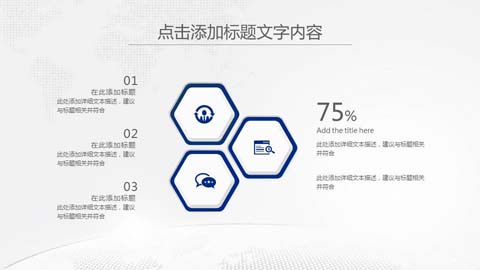 点击添加标题文字内容
01
在此添加标题
此处添加详细文本描述，建议
与标题相关并符合
02
在此添加标题
此处添加详细文本描述，建议
与标题相关并符合
03
在此添加标题
此处添加详细文本描述，建议
与标题相关并符合
75%
Add the title here
此处添加详细文本描述，建议与标题相关
并符合
此处添加详细文本描述，建议与标题相关
并符合